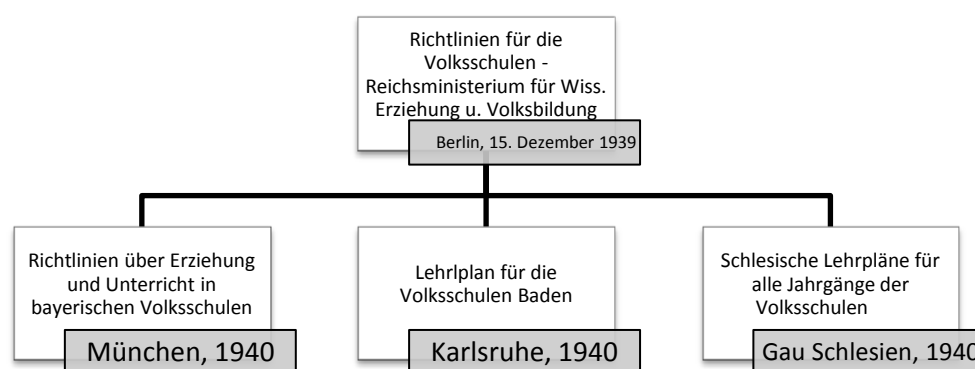 Richtlinien für die
Volksschulen -
Reichsministerium für Wiss.
Erziehung u. Volksbildung
Berlin, 15. Dezember 1939
Richtlinien über Erziehung
und Unterricht in
bayerischen Volksschulen
München, 1940
Lehrlplan für die
Volksschulen Baden
Karlsruhe, 1940
Schlesische Lehrpläne für
alle Jahrgänge der
Volksschulen
Gau Schlesien, 1940